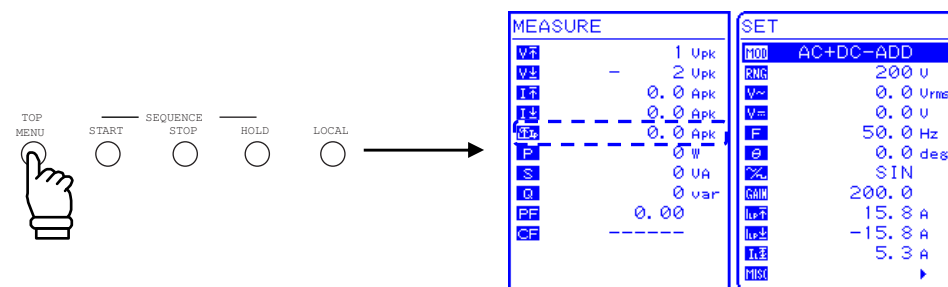 TOP
MENU
SEQUENCE
START
STOP
HOLD
LOCAL
MEASURE
V 1 Vpk
V - 2 Vpk
I 0.0 Apk
I 0.0 Apk
0.0 Apk
P 0 W
S 0 VA
Q 0 var
PF 0.00
CF ------
SET
MOD AC+DC-ADD
RNG 200 V
V~ 0.0 Vrms
V= 0.0 V
F 50.0 Hz
θ 0.0 deg
SIN
GAIN 200.0
15.8 A
-15.8 A
5.3 A
MISC